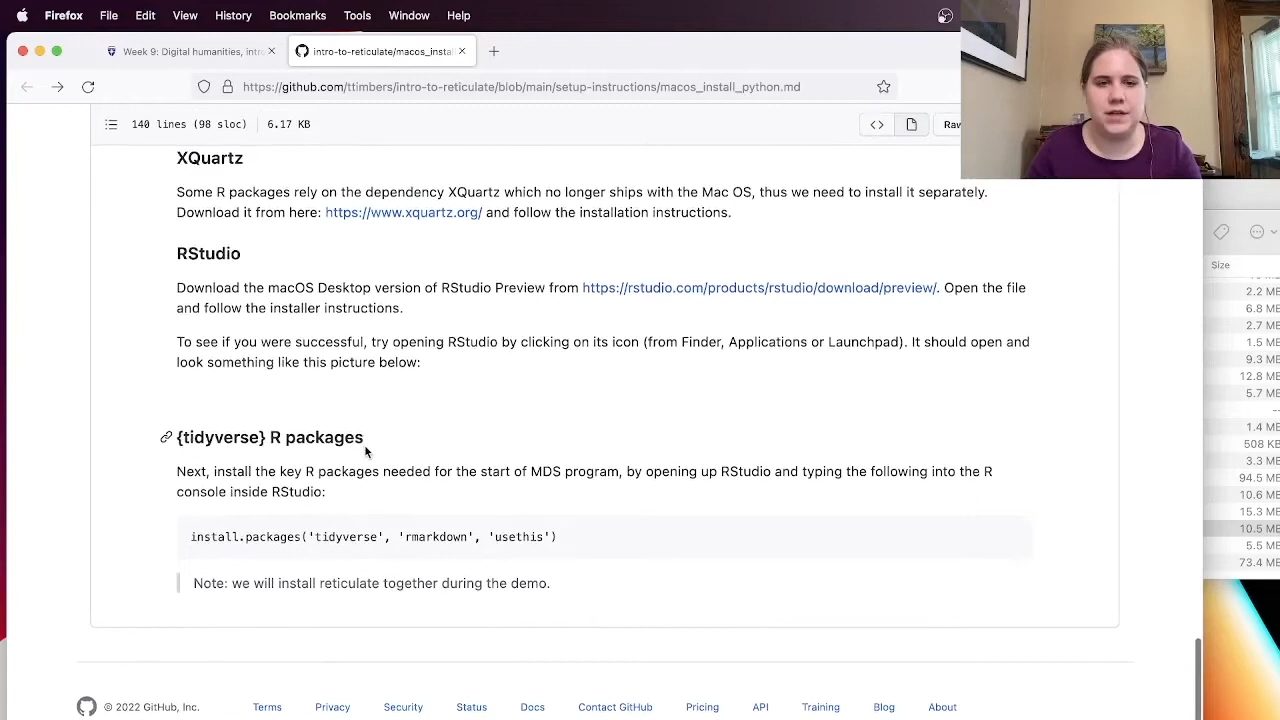 Firefox File Edit View History Bookmarks Tools Window Help
Week 9: Digital humanities, intro
intro-to-reticulate/macos_instal
https://github.com/ttimbers/intro-to-reticulate/blob/main/setup-instructions/macos_install_python.md
140 lines (98 sloc) 6.17 KB
Raw
XQuartz
Some R packages rely on the dependency XQuartz which no longer ships with the Mac OS, thus we need to install it separately.
Download it from here: https://www.xquartz.org/ and follow the installation instructions.
RStudio
Download the macOS Desktop version of RStudio Preview from https://rstudio.com/products/rstudio/download/preview/. Open the file
and follow the installer instructions.
To see if you were successful, try opening RStudio by clicking on its icon (from Finder, Applications or Launchpad). It should open and
look something like this picture below:
{tidyverse} R packages
Next, install the key R packages needed for the start of MDS program, by opening up RStudio and typing the following into the R
console inside RStudio:
install.packages('tidyverse', 'rmarkdown', 'usethis')
Note: we will install reticulate together during the demo.
© 2022 GitHub, Inc. Terms Privacy Security Status Docs Contact GitHub Pricing API Training Blog About
Size
2.2 MB
6.8 MB
2.7 MB
1.5 MB
9.3 MB
12.8 MB
5.7 MB
--
1.4 MB
508 KB
3.3 MB
94.5 MB
10.6 MB
15.3 MB
10.5 MB
5.5 MB
73.4 MB